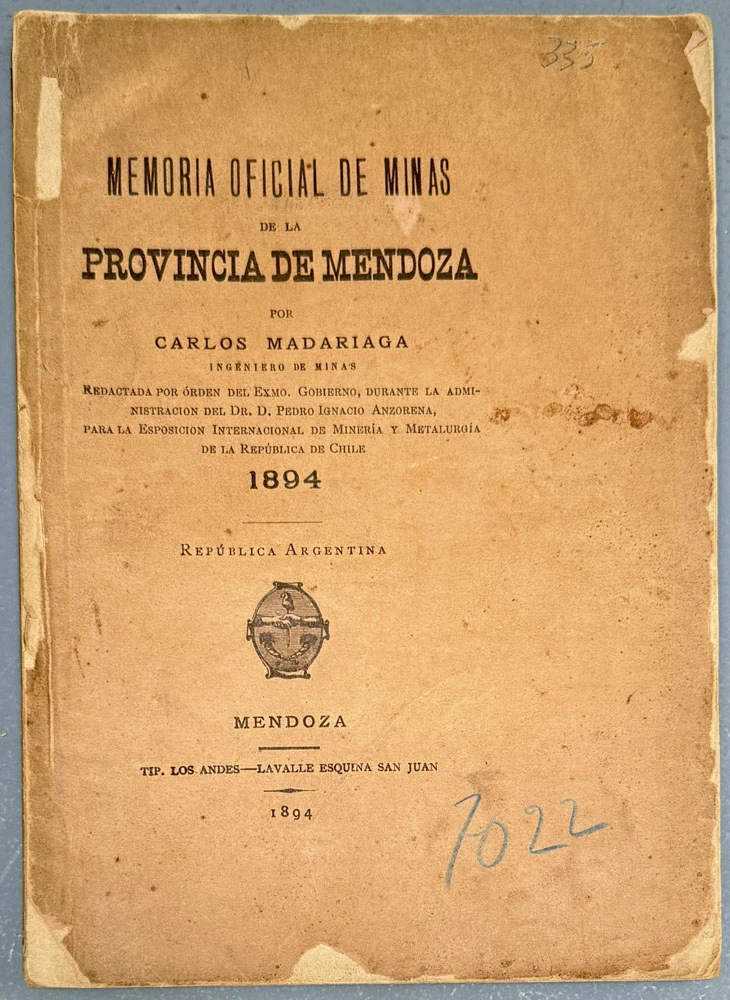 335
MEMORIA OFICIAL DE MINAS
DE LA
PROVINCIA DE MENDOZA
POR
CARLOS MADARIAGA
INGENIERO DE MINAS
REDACTADA POR ÓRDEN DEL EXMO. GOBIERNO, DURANTE LA ADMI-
NISTRACION DEL DR. D. PEDRO IGNACIO ANZORENA,
PARA LA ESPOSICION INTERNACIONAL DE MINERÍA Y METALURGÍA
DE LA REPÚBLICA DE CHILE
1894
REPÚBLICA ARGENTINA
MENDOZA
TIP. LOS ANDES—LAVALLE ESQUINA SAN JUAN
1894
7022